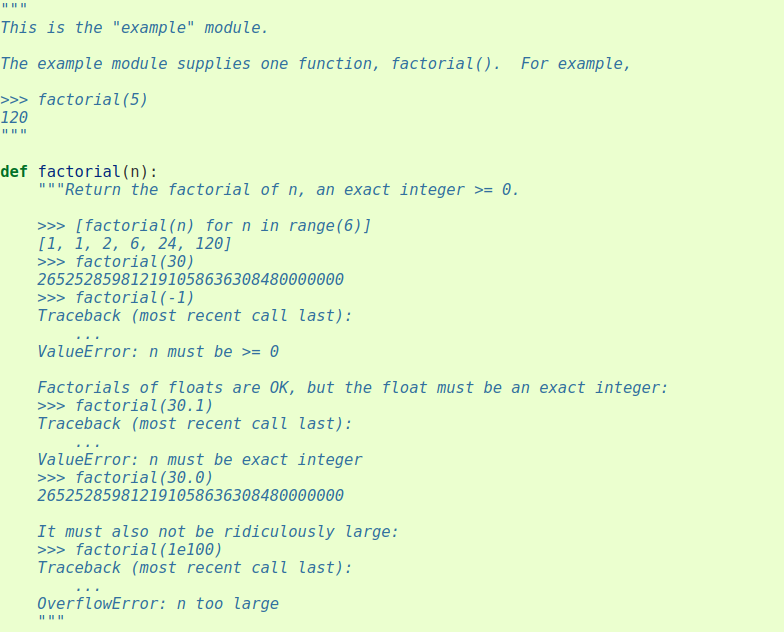 """
This is the "example" module.

The example module supplies one function, factorial().  For example,

>>> factorial(5)
120
"""

def factorial(n):
    """Return the factorial of n, an exact integer >= 0.

    >>> [factorial(n) for n in range(6)]
    [1, 1, 2, 6, 24, 120]
    >>> factorial(30)
    265252859812191058636308480000000
    >>> factorial(-1)
    Traceback (most recent call last):
        ...
    ValueError: n must be >= 0

    Factorials of floats are OK, but the float must be an exact integer:
    >>> factorial(30.1)
    Traceback (most recent call last):
        ...
    ValueError: n must be exact integer
    >>> factorial(30.0)
    265252859812191058636308480000000

    It must also not be ridiculously large:
    >>> factorial(1e100)
    Traceback (most recent call last):
        ...
    OverflowError: n too large
    """